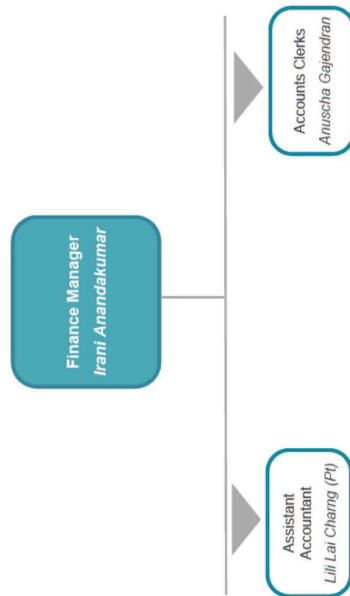 Finance Manager
Irani Anandakumar
Assistant
Accountant
Lili Lai Charng (Pt)
Accounts Clerks
Anuscha Gajendran